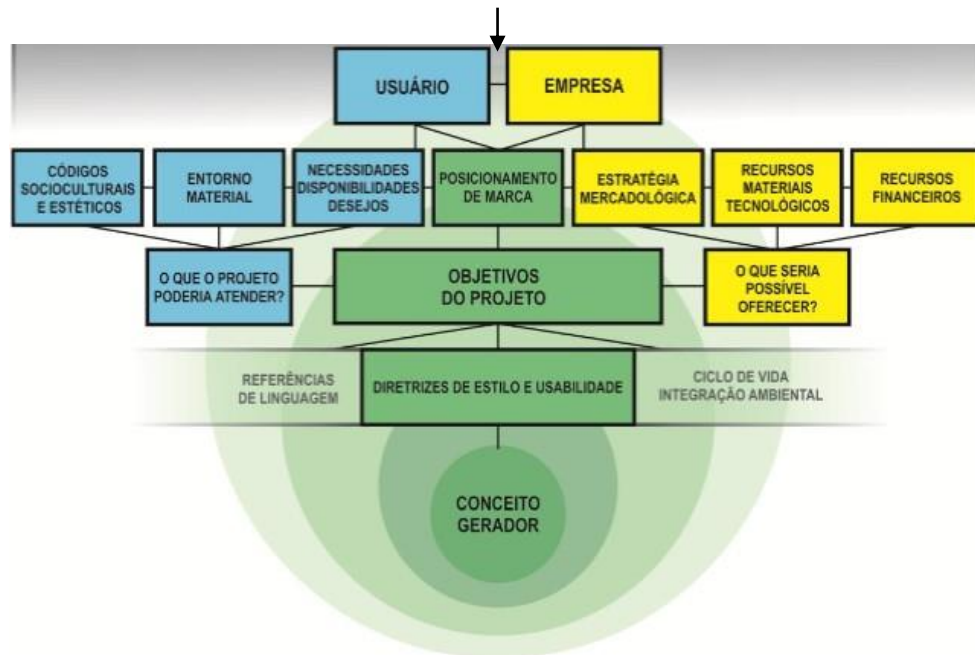 USUÁRIO
EMPRESA
CÓDIGOS
SOCIOCULTURAIS
E ESTÉTICOS
ENTORNO
MATERIAL
NECESSIDADES
DISPONIBILIDADES
DESEJOS
POSICIONAMENTO
DE MARCA
ESTRATÉGIA
MERCADOLÓGICA
RECURSOS
MATERIAIS
TECNOLÓGICOS
RECURSOS
FINANCEIROS
O QUE O PROJETO
PODERIA ATENDER?
OBJETIVOS
DO PROJETO
O QUE SERIA
POSSÍVEL
OFERECER?
REFERÊNCIAS
DE LINGUAGEM
DIRETRIZES DE ESTILO E USABILIDADE
CICLO DE VIDA
INTEGRAÇÃO AMBIENTAL
CONCEITO
GERADOR